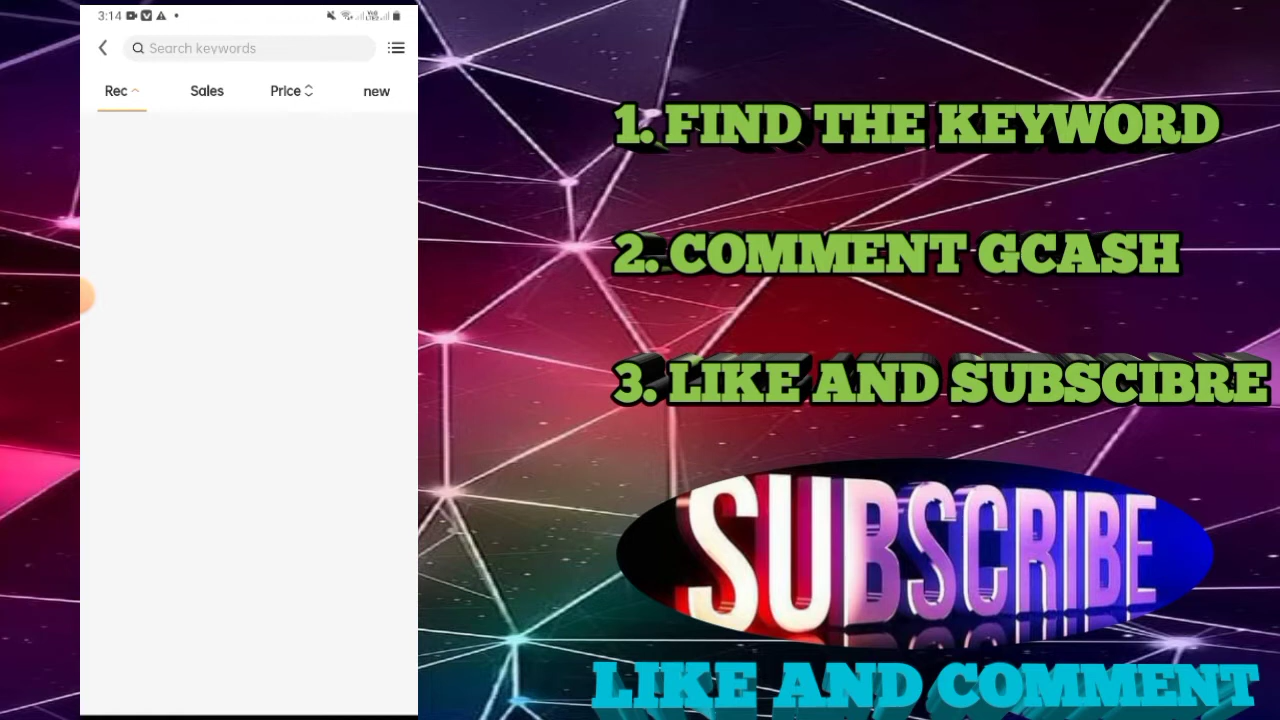 3:14
Search keywords
Rec Sales Price new
1. FIND THE KEYWORD
2. COMMENT GCASH
3. LIKE AND SUBSCIBRE
SUBSCRIBE
LIKE AND COMMENT